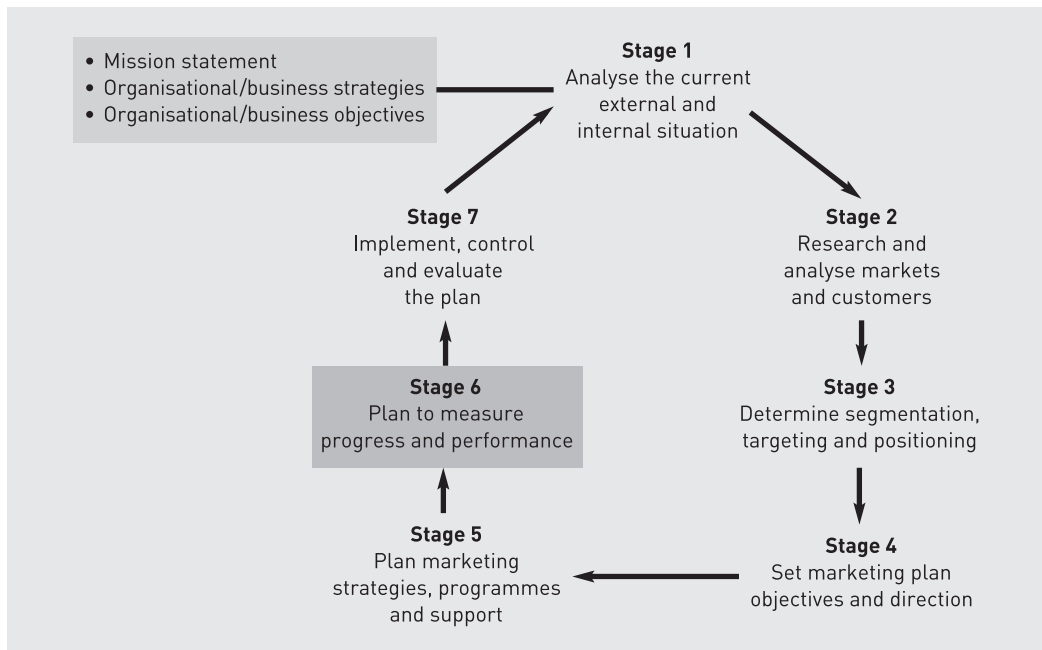 • Mission statement
• Organisational/business strategies
• Organisational/business objectives
Stage 1
Analyse the current
external and
internal situation
Stage 2
Research and
analyse markets
and customers
Stage 3
Determine segmentation,
targeting and positioning
Stage 4
Set marketing plan
objectives and direction
Stage 5
Plan marketing
strategies, programmes
and support
Stage 6
Plan to measure
progress and performance
Stage 7
Implement, control
and evaluate
the plan